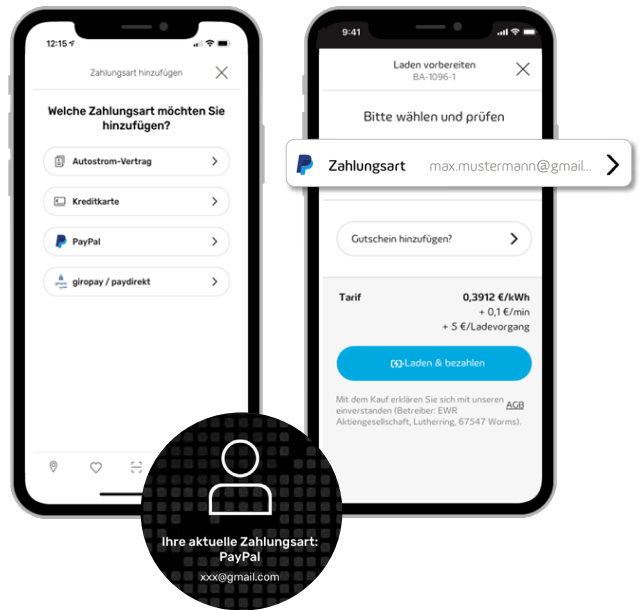 12:15
Zahlungsart hinzufügen
Welche Zahlungsart möchten Sie
hinzufügen?
Autostrom-Vertrag
Kreditkarte
PayPal
giropay / paydirekt
9:41
Laden vorbereiten
BA-1096-1
Bitte wählen und prüfen
Zahlungsart max.mustermann@gmail...
Gutschein hinzufügen?
Tarif 0,3912 €/kWh
+ 0,1 €/min
+ 5 €/Ladevorgang
Laden & bezahlen
Mit dem Kauf erklären Sie sich mit unseren AGB
einverstanden (Betreiber: EWR
Aktiengesellschaft, Lutherring, 67547 Worms).
Ihre aktuelle Zahlungsart:
PayPal
xxx@gmail.com